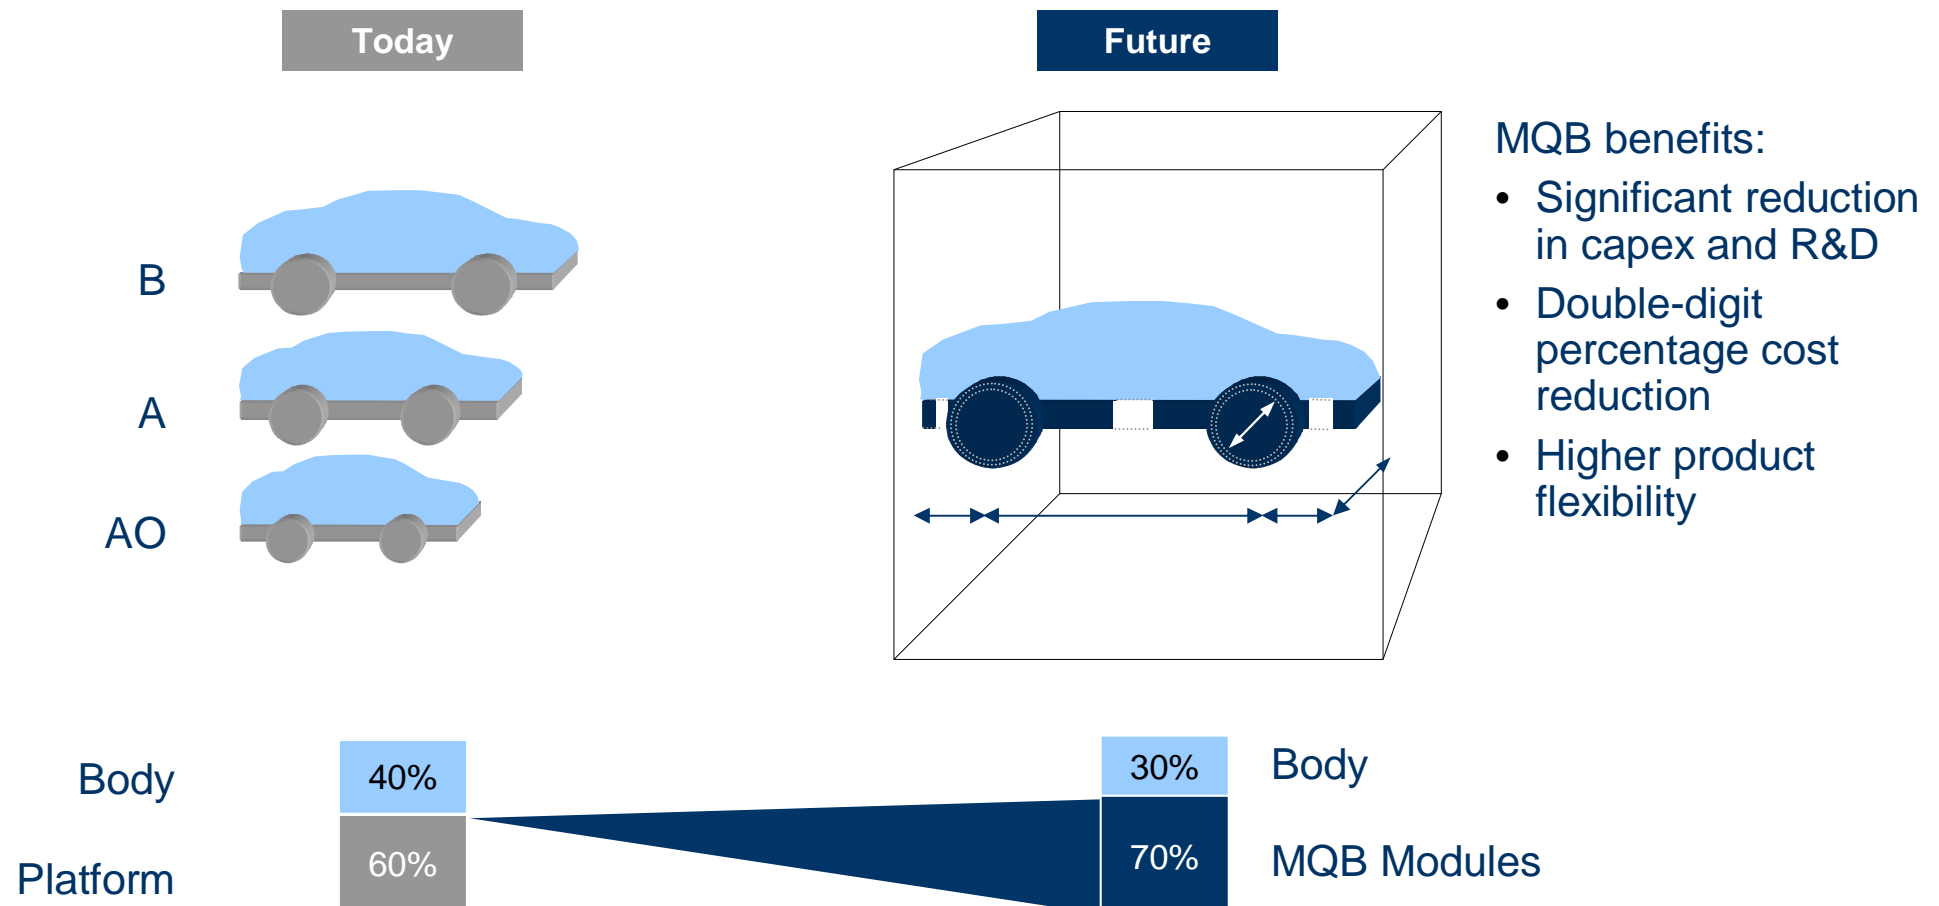 Today
Future
B
A
AO
MQB benefits:
• Significant reduction
in capex and R&D
• Double-digit
percentage cost
reduction
• Higher product
flexibility
Body
40%
30%
Body
Platform
60%
70%
MQB Modules